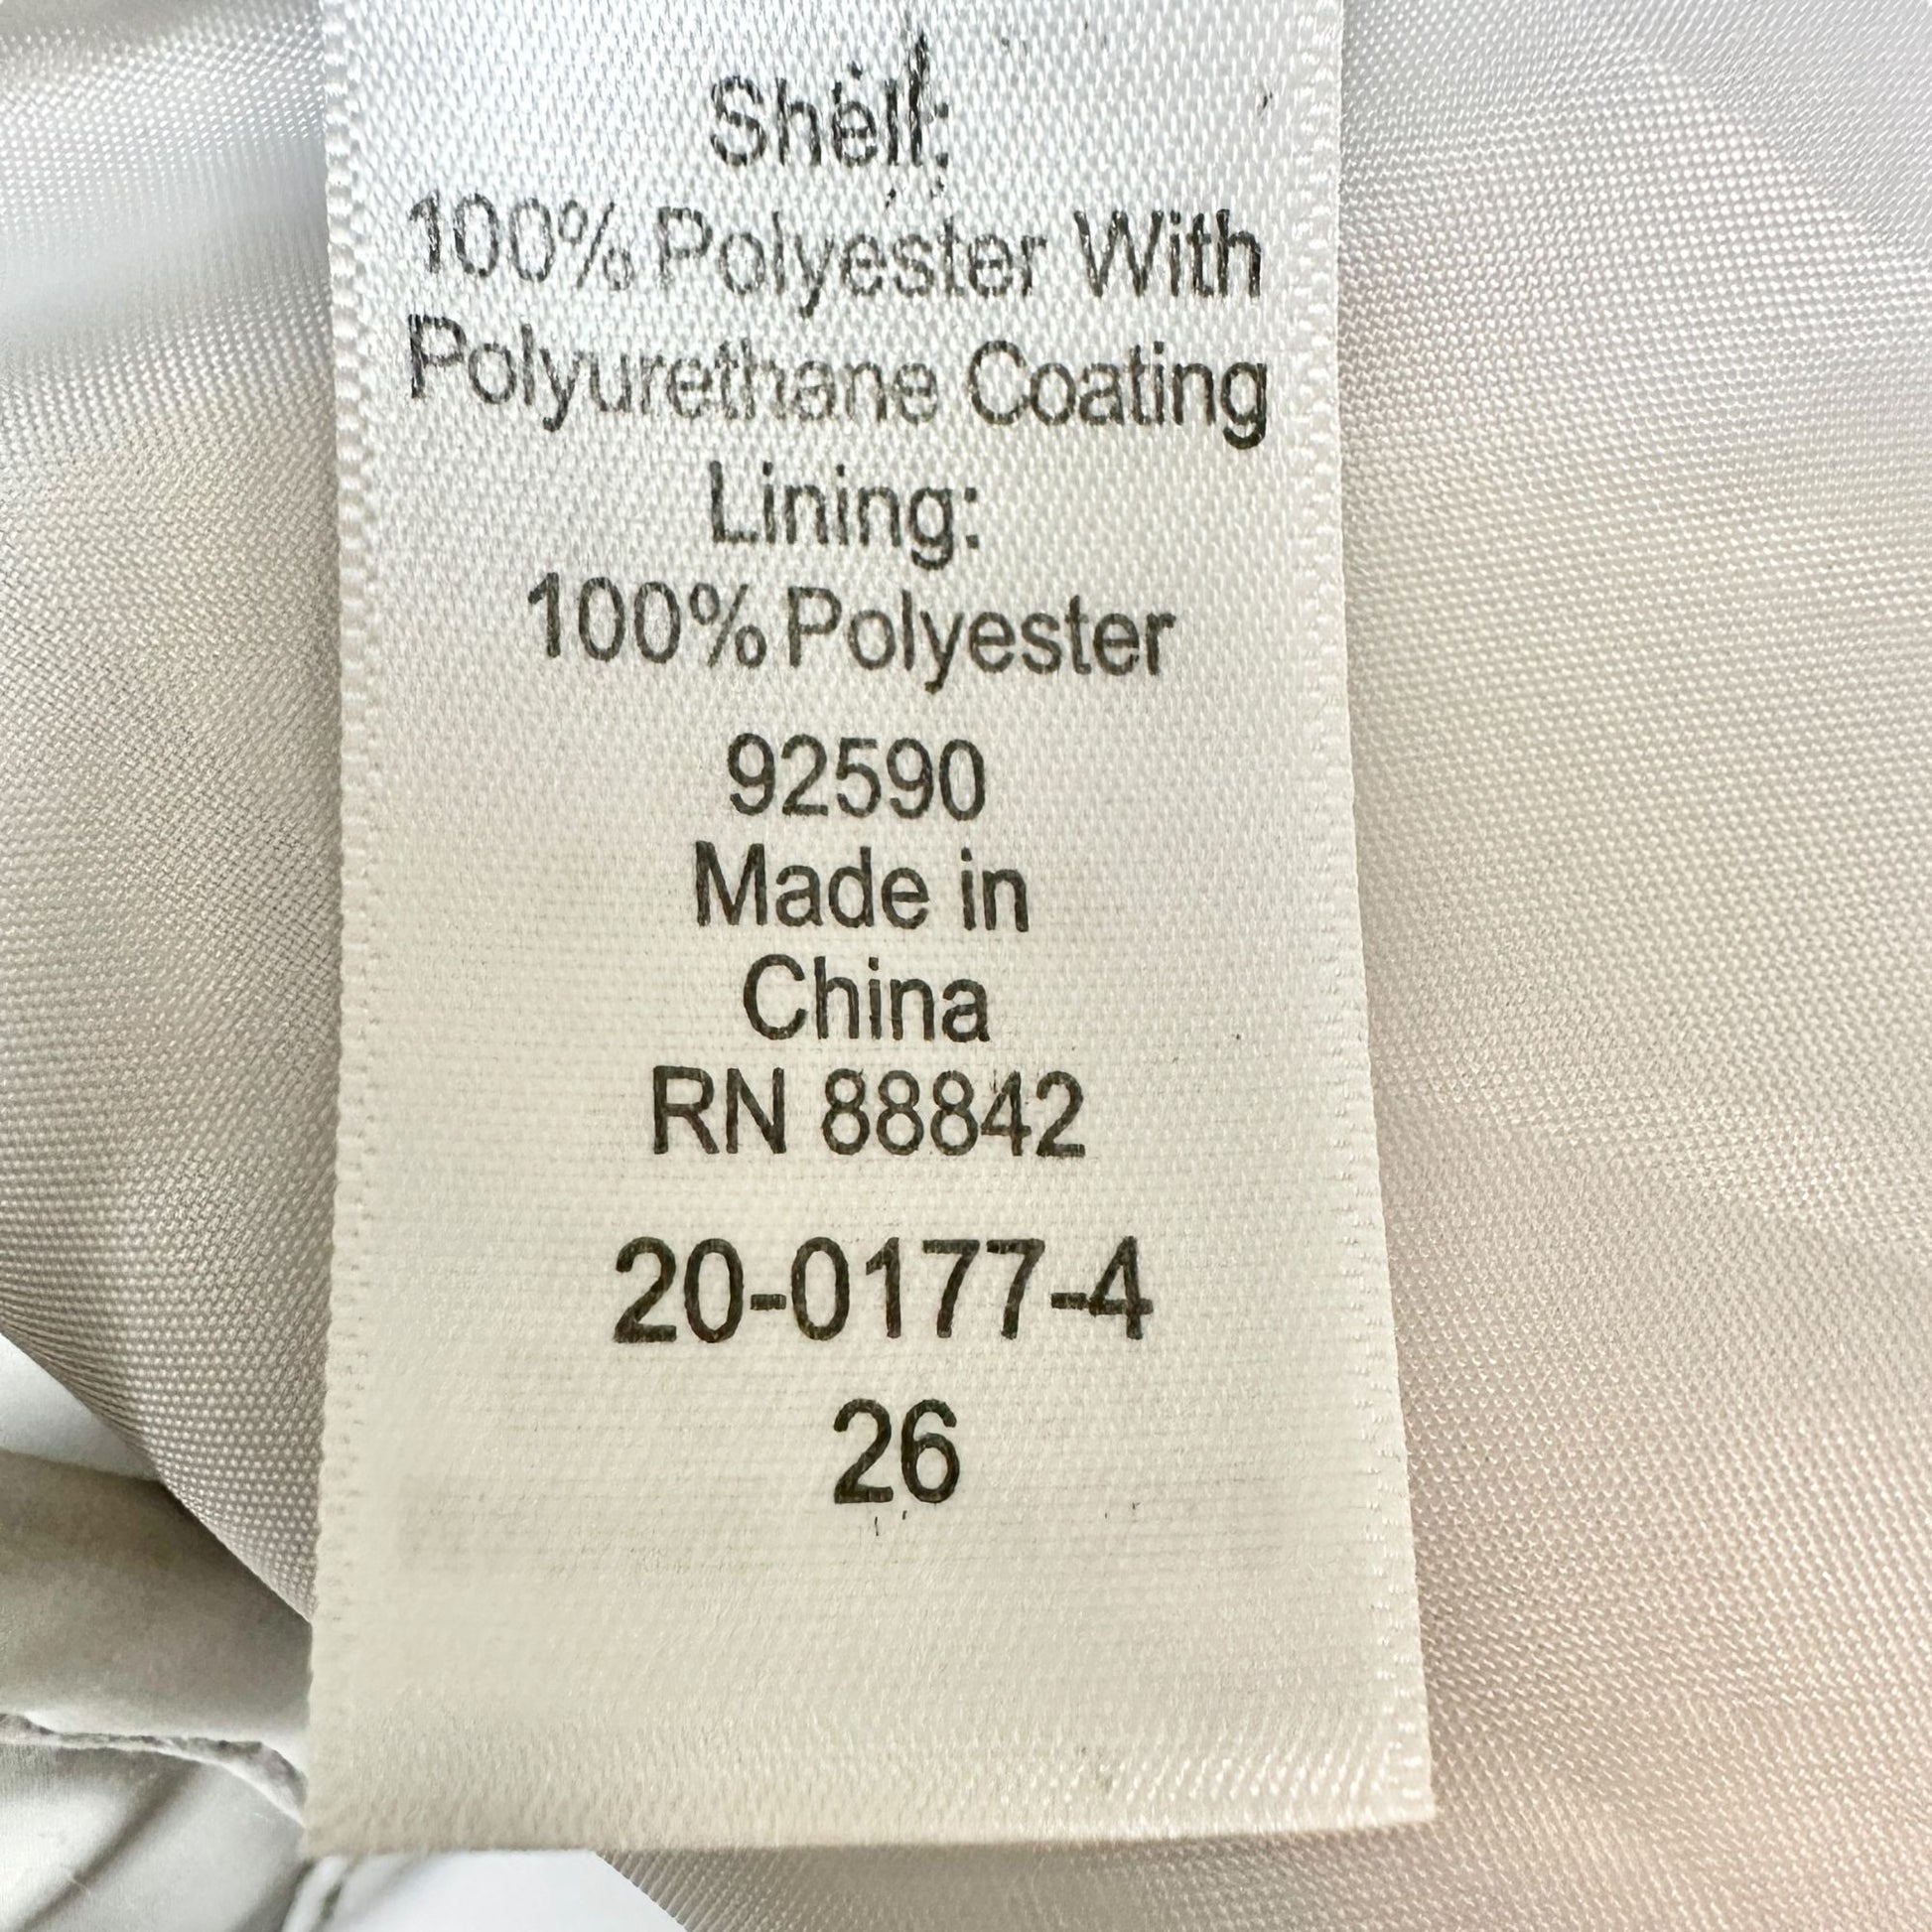 Shell:
100% Polyester With
Polyurethane Coating
Lining:
100% Polyester
92590
Made in
China
RN 88842
20-0177-4
26